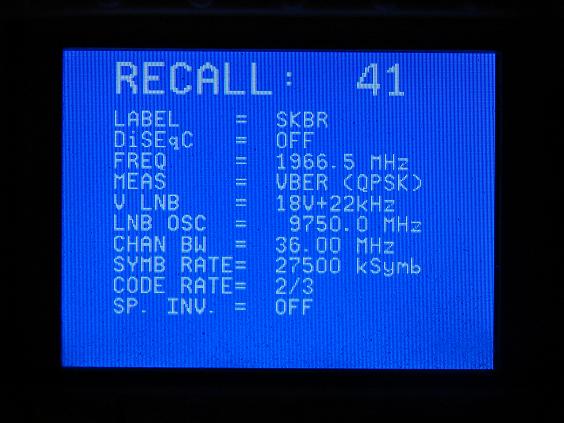 RECALL: 41
LABEL = SKBR
DiSEqC = OFF
FREQ = 1966.5 MHz
MEAS = VBER (QPSK)
V LNB = 18V+22kHz
LNB OSC = 9750.0 MHz
CHAN BW = 36.00 MHz
SYMB RATE= 27500 kSymb
CODE RATE= 2/3
SP. INV. = OFF